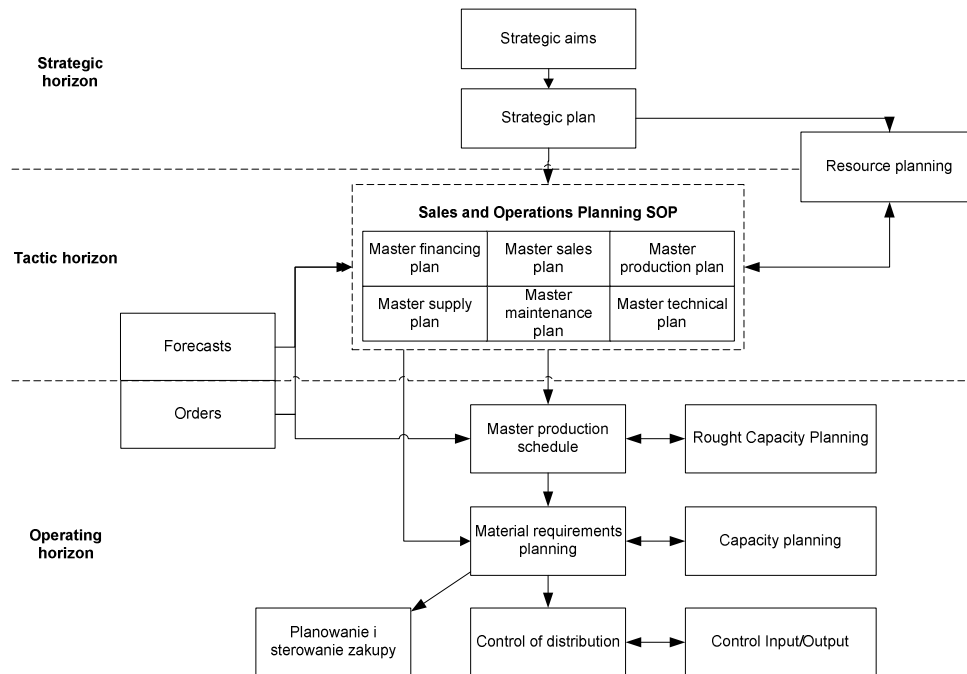 Strategic aims
Strategic
horizon
Strategic plan
Resource planning
Sales and Operations Planning SOP
Tactic horizon
Master financing
plan
Master sales
plan
Master
production plan
Master supply
plan
Master
maintenance
plan
Master technical
plan
Forecasts
Orders
Master production
schedule
Rought Capacity Planning
Operating
horizon
Material requirements
planning
Capacity planning
Planowanie i
sterowanie zakupy
Control of distribution
Control Input/Output